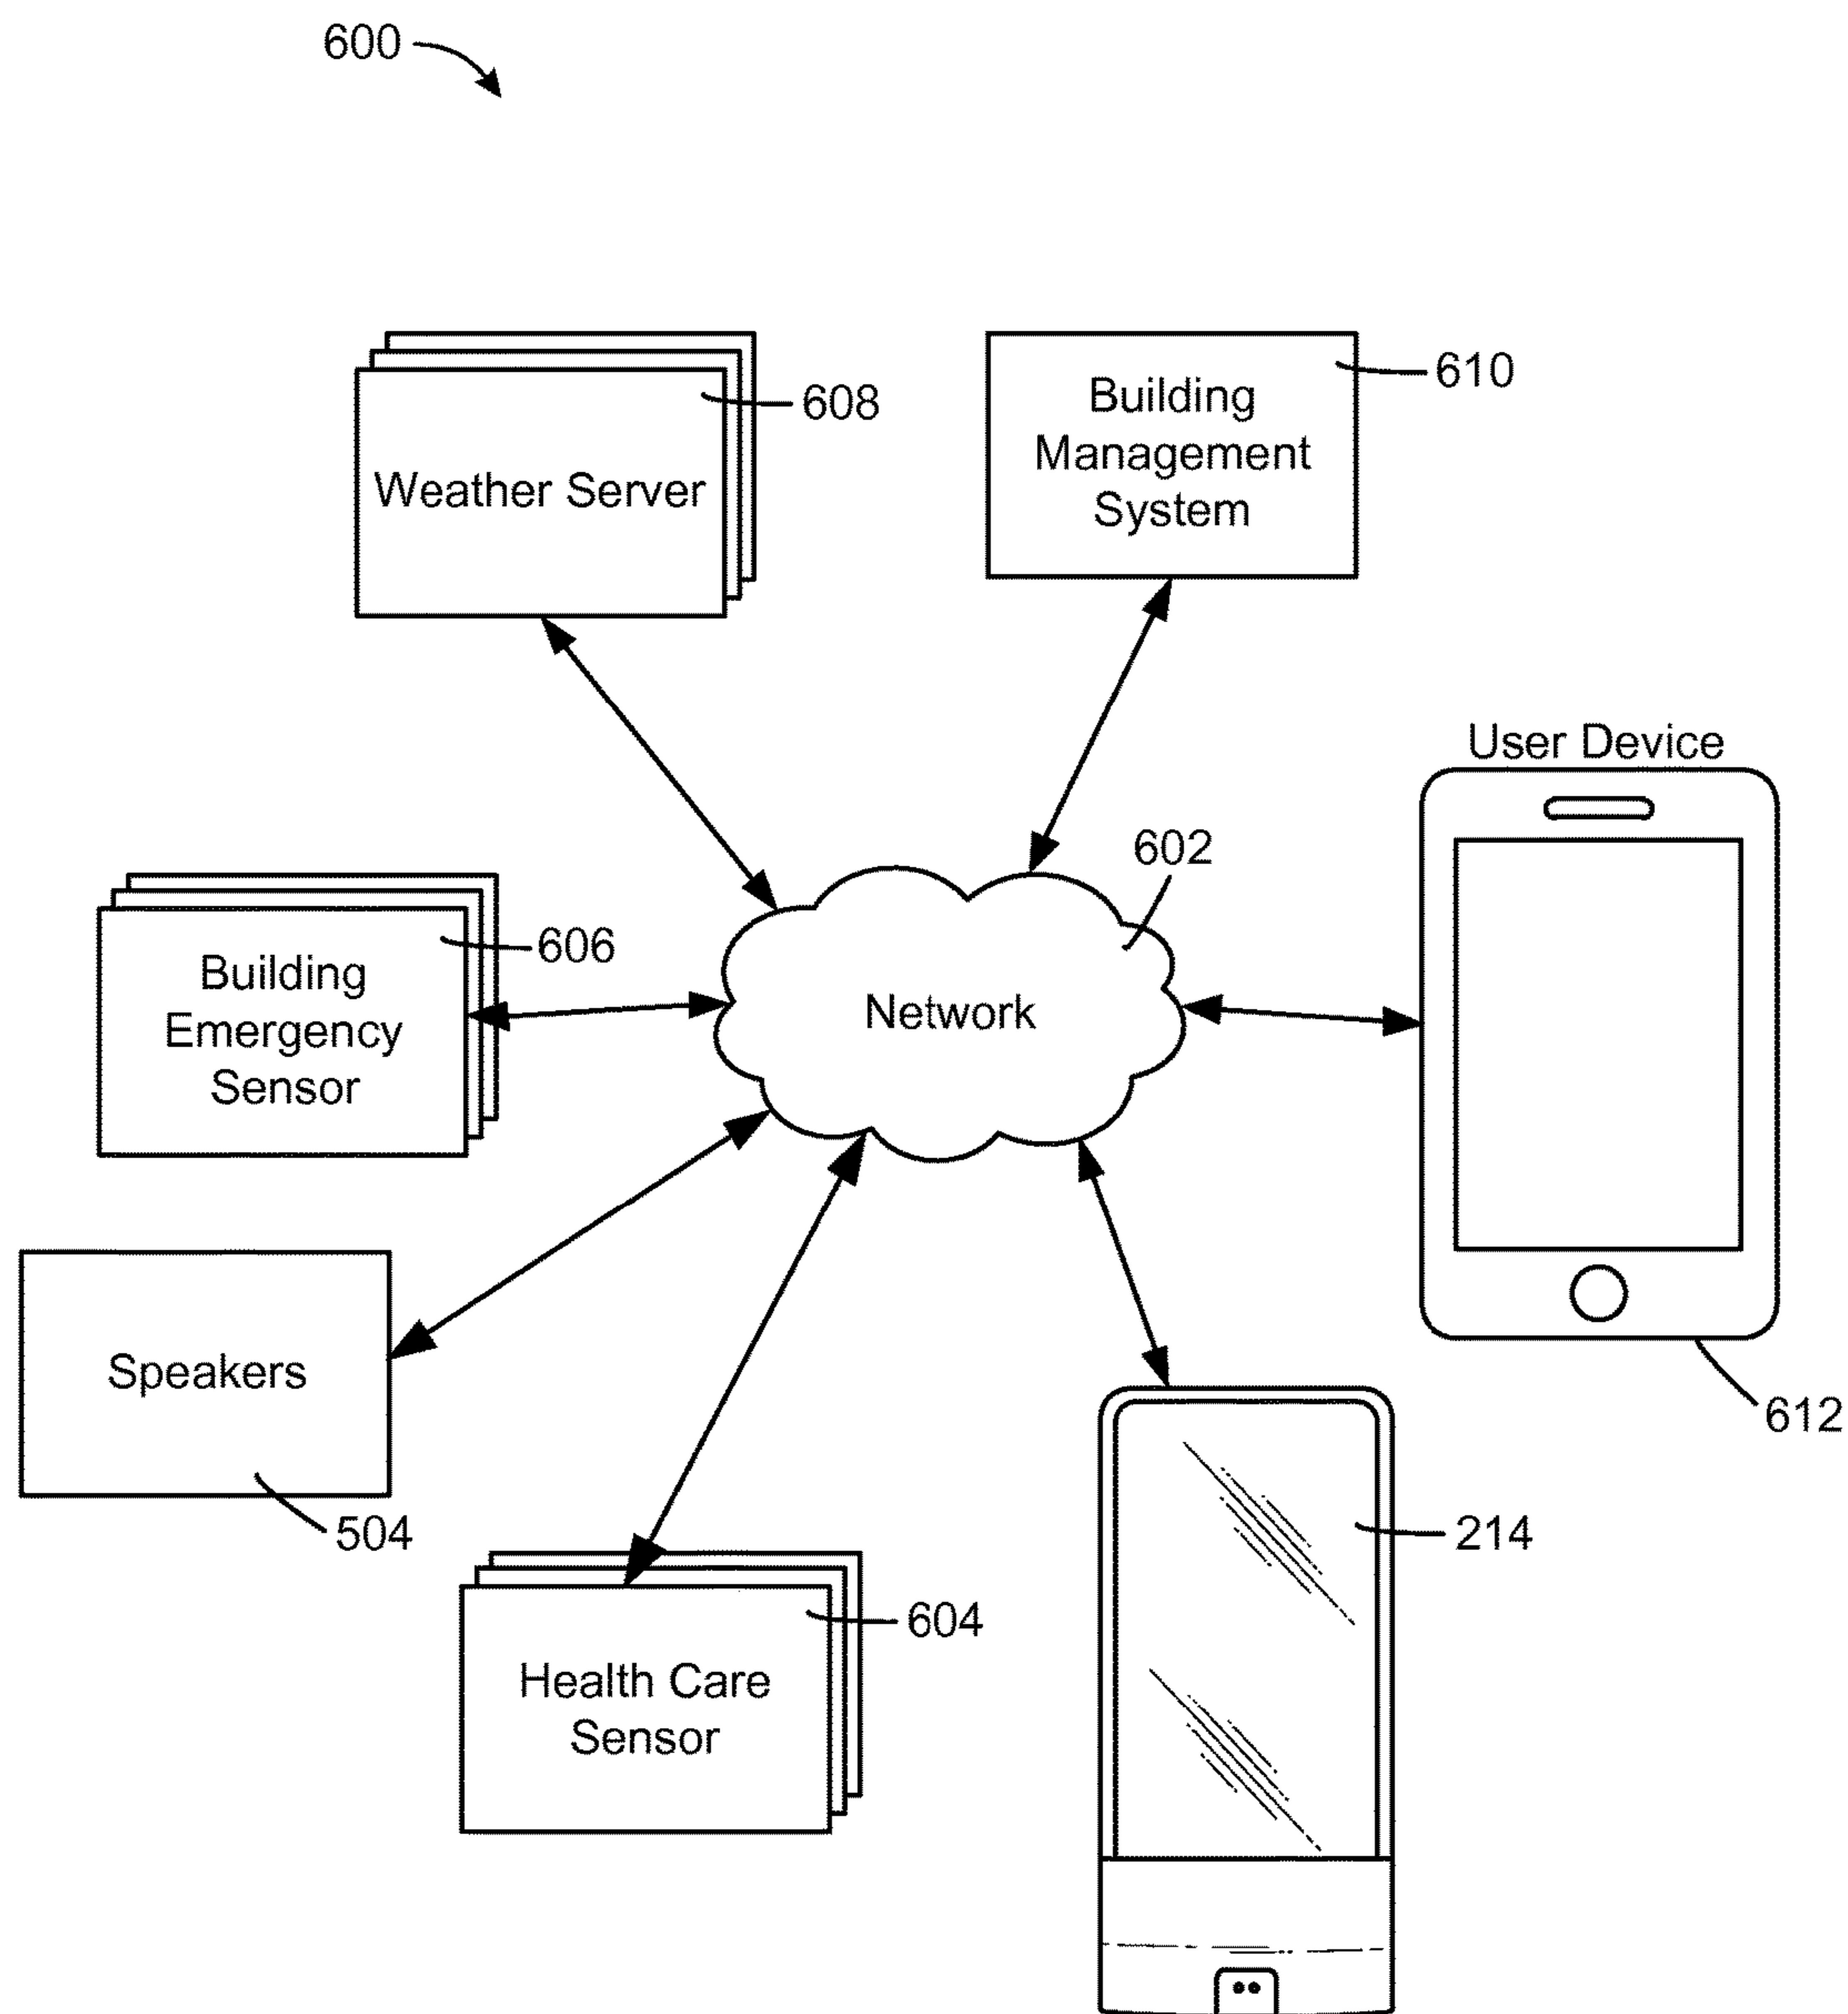 600
608
Weather Server
610
Building
Management
System
User Device
602
606
Building
Emergency
Sensor
Network
Speakers
504
612
214
604
Health Care
Sensor